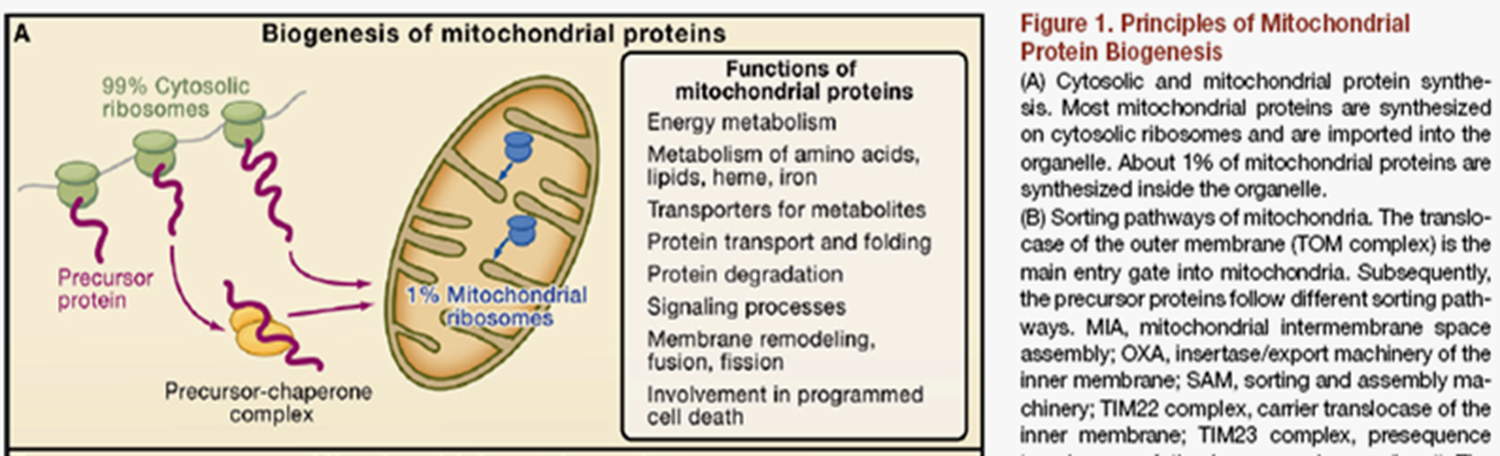 A
Biogenesis of mitochondrial proteins
99% Cytosolic
ribosomes
Precursor
protein
Precursor-chaperone
complex
1% Mitochondrial
ribosomes
Functions of
mitochondrial proteins
Energy metabolism
Metabolism of amino acids,
lipids, heme, iron
Transporters for metabolites
Protein transport and folding
Protein degradation
Signaling processes
Membrane remodeling,
fusion, fission
Involvement in programmed
cell death
Figure 1. Principles of Mitochondrial
Protein Biogenesis
(A) Cytosolic and mitochondrial protein synthe-
sis. Most mitochondrial proteins are synthesized
on cytosolic ribosomes and are imported into the
organelle. About 1% of mitochondrial proteins are
synthesized inside the organelle.
(B) Sorting pathways of mitochondria. The translo-
case of the outer membrane (TOM complex) is the
main entry gate into mitochondria. Subsequently,
the precursor proteins follow different sorting path-
ways. MIA, mitochondrial intermembrane space
assembly; OXA, insertase/export machinery of the
inner membrane; SAM, sorting and assembly ma-
chinery; TIM22 complex, carrier translocase of the
inner membrane; TIM23 complex, presequence